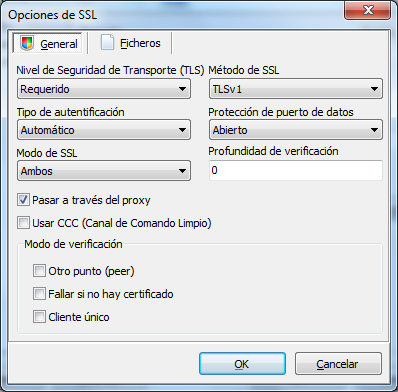 Opciones de SSL
General
Ficheros
Nivel de Seguridad de Transporte (TLS)
Método de SSL
Requerido
TLSv1
Tipo de autentificación
Protección de puerto de datos
Automático
Abierto
Modo de SSL
Profundidad de verificación
Ambos
0
Pasar a través del proxy
Usar CCC (Canal de Comando Limpio)
Modo de verificación
Otro punto (peer)
Fallar si no hay certificado
Cliente único
OK
Cancelar